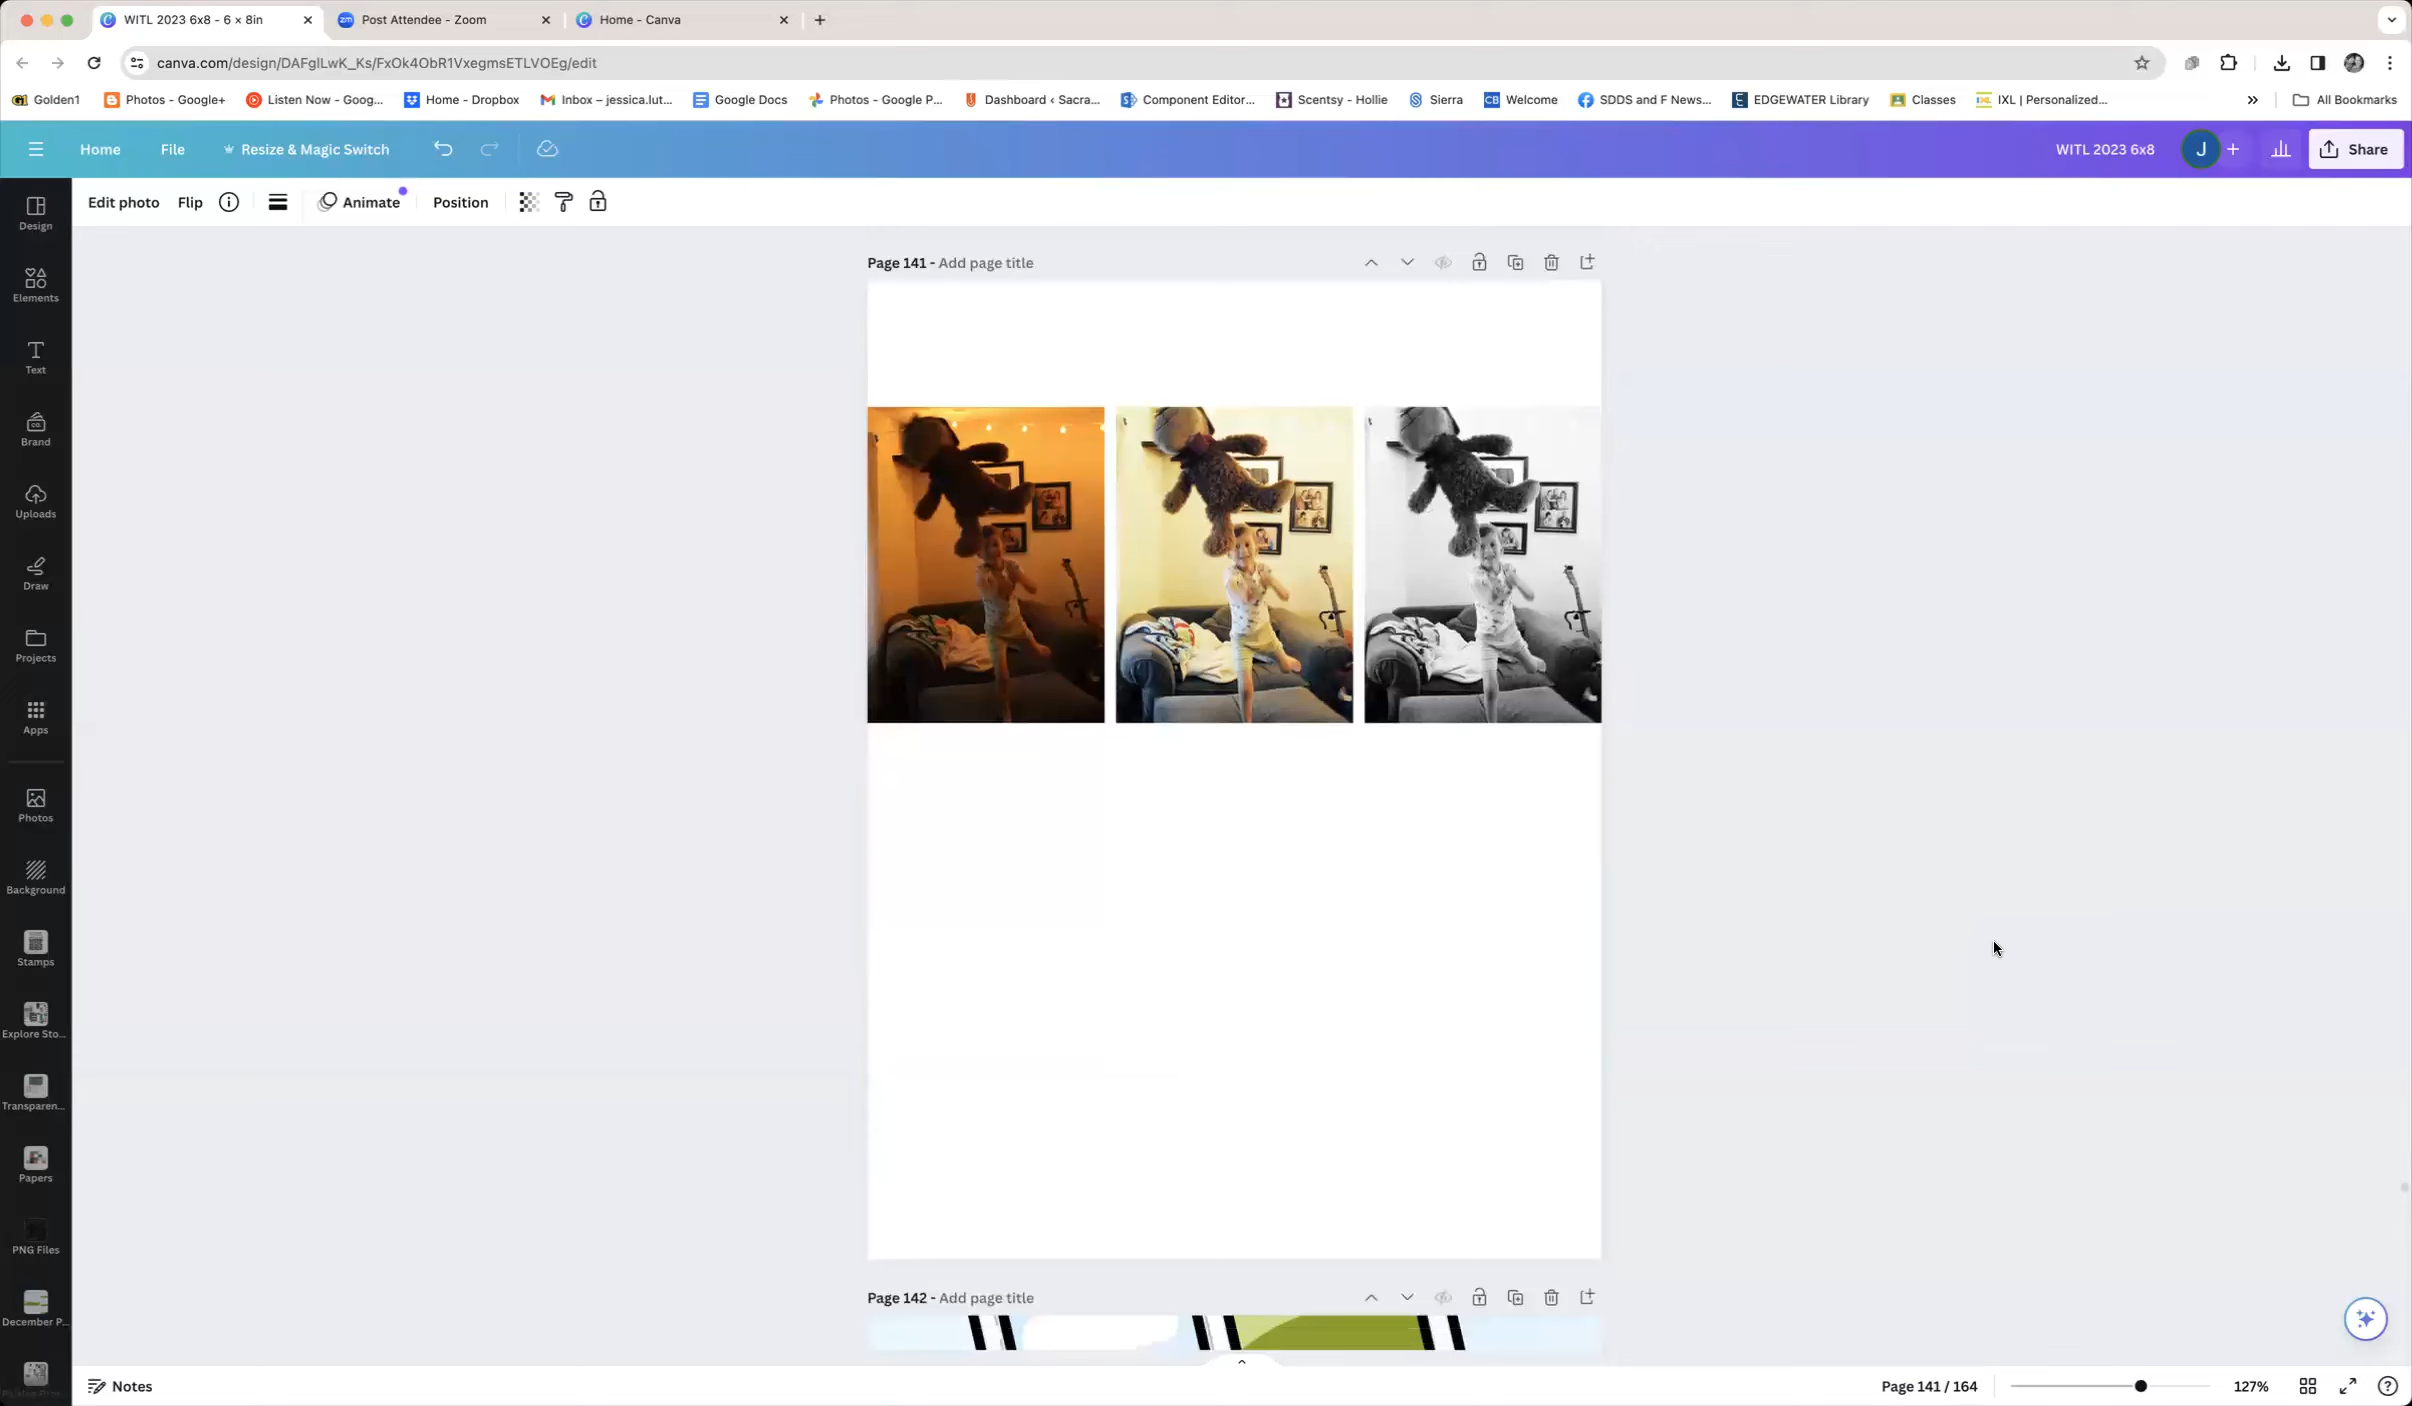 WITL 2023 6x8 - 6 × 8in
Post Attendee - Zoom
Home - Canva
canva.com/design/DAFglLwK_Ks/FxOk4ObR1VxegmsETLVOEg/edit
Golden1
Photos - Google+
Listen Now - Goog...
Home - Dropbox
Inbox – jessica.lut...
Google Docs
Photos - Google P...
Dashboard ‹ Sacra...
Component Editor...
Scentsy - Hollie
Sierra
Welcome
SDDS and F News...
EDGEWATER Library
Classes
IXL | Personalized...
All Bookmarks
Home
File
Resize & Magic Switch
WITL 2023 6x8
J
Share
Edit photo
Flip
Animate
Position
Design
Elements
Text
Brand
Uploads
Draw
Projects
Apps
Photos
Background
Stamps
Explore Sto...
Transparen...
Papers
PNG Files
December P...
Page 141 - Add page title
Page 142 - Add page title
Notes
Page 141 / 164
127%